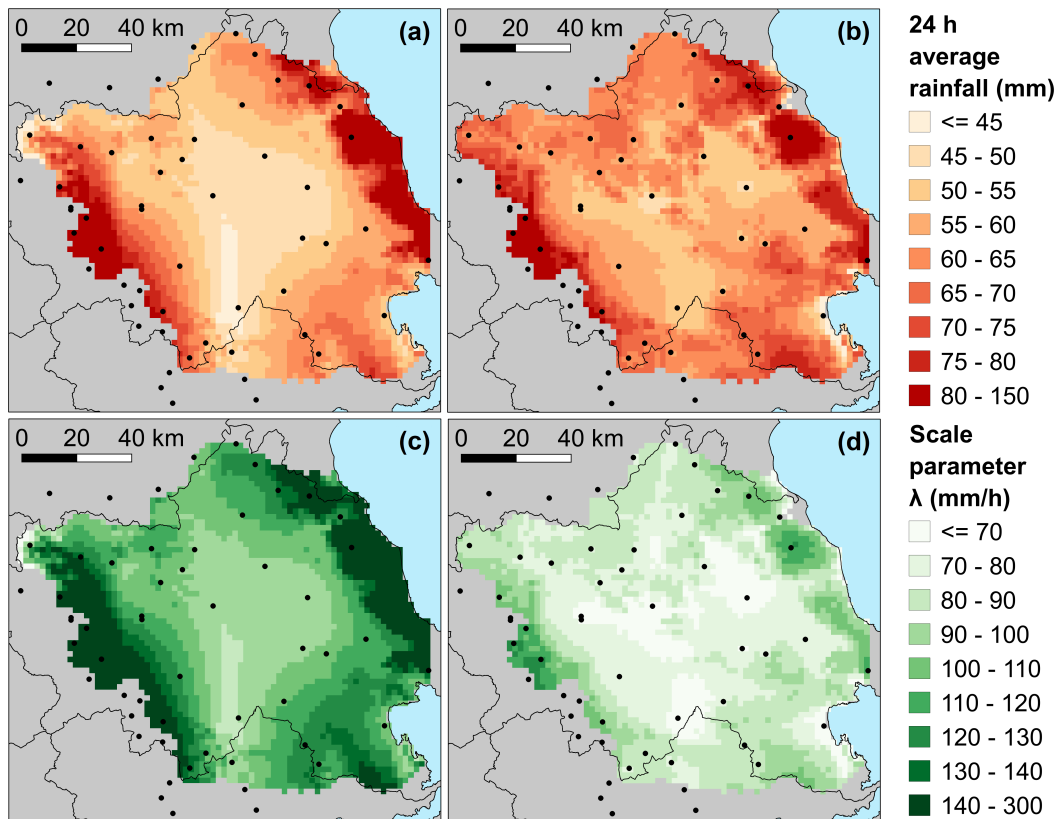 0 20 40 km (a)
0 20 40 km (b)
24 h
average
rainfall (mm)
<= 45
45 - 50
50 - 55
55 - 60
60 - 65
65 - 70
70 - 75
75 - 80
80 - 150
0 20 40 km (c)
0 20 40 km (d)
Scale
parameter
λ (mm/h)
<= 70
70 - 80
80 - 90
90 - 100
100 - 110
110 - 120
120 - 130
130 - 140
140 - 300